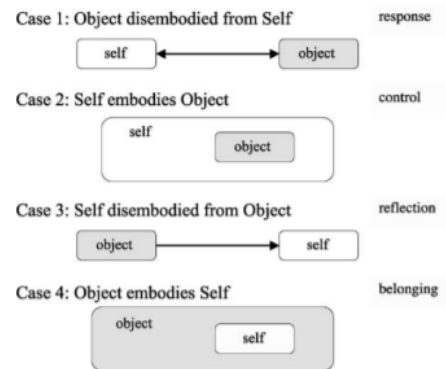 Case 1: Object disembodied from Self response
self object
Case 2: Self embodies Object control
self
object
Case 3: Self disembodied from Object reflection
object self
Case 4: Object embodies Self belonging
object
self